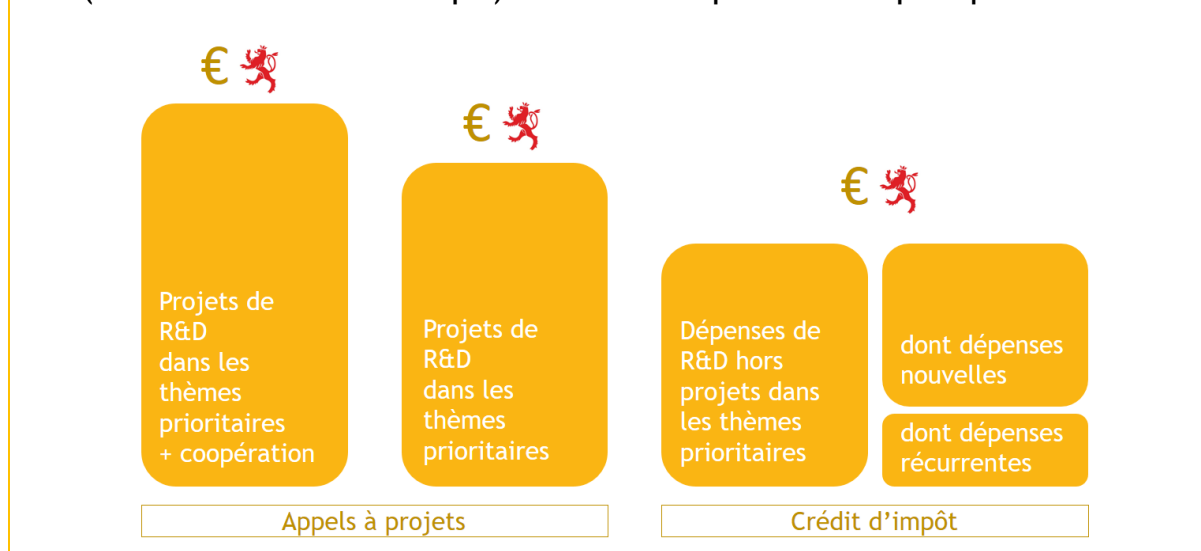 €
€
€
Projets de
R&D
dans les
thèmes
prioritaires
+ coopération
Projets de
R&D
dans les
thèmes
prioritaires
Dépenses de
R&D hors
projets dans
les thèmes
prioritaires
dont dépenses
nouvelles
dont dépenses
récurrentes
Appels à projets
Crédit d’impôt